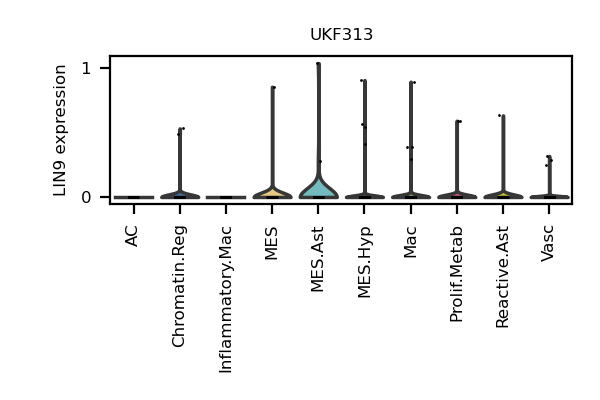 UKF313
LIN9 expression
1
0
AC
Chromatin.Reg
Inflammatory.Mac
MES
MES.Ast
MES.Hyp
Mac
Prolif.Metab
Reactive.Ast
Vasc